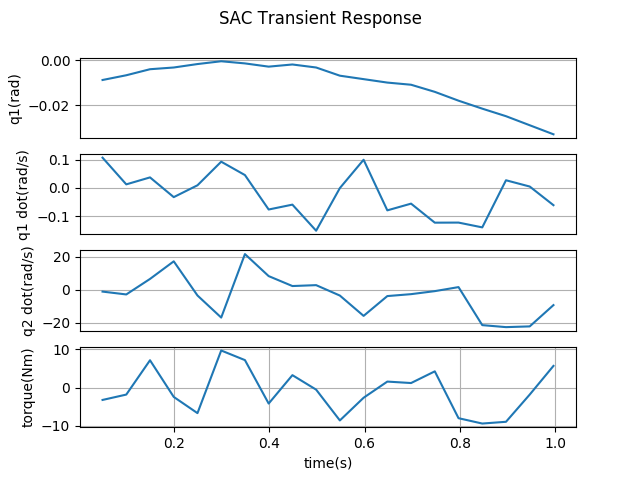 SAC Transient Response
q1(rad)
0.00
−0.02
q1 dot(rad/s)
0.1
0.0
−0.1
q2 dot(rad/s)
20
0
−20
torque(Nm)
10
0
−10
0.2 0.4 0.6 0.8 1.0
time(s)